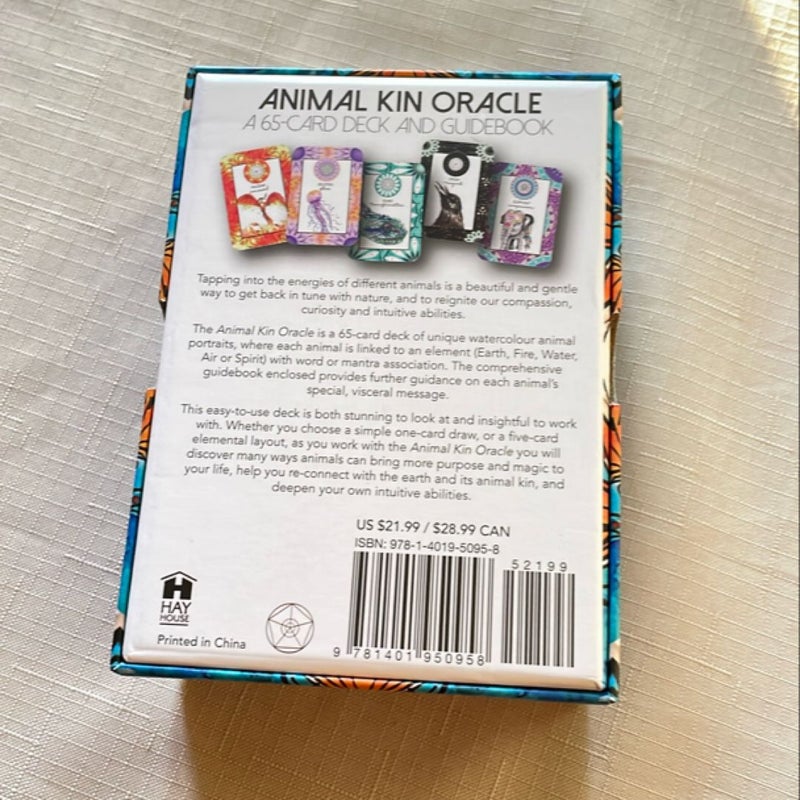 ANIMAL KIN ORACLE
A 65-CARD DECK AND GUIDEBOOK
Tapping into the energies of different animals is a beautiful and gentle
way to get back in tune with nature, and to reignite our compassion,
curiosity and intuitive abilities.
The Animal Kin Oracle is a 65-card deck of unique watercolour animal
portraits, where each animal is linked to an element (Earth, Fire, Water,
Air or Spirit) with word or mantra association. The comprehensive
guidebook enclosed provides further guidance on each animal's
special, visceral message.
This easy-to-use deck is both stunning to look at and insightful to work
with. Whether you choose a simple one-card draw, or a five-card
elemental layout, as you work with the Animal Kin Oracle you will
discover many ways animals can bring more purpose and magic to
your life, help you re-connect with the earth and its animal kin, and
deepen your own intuitive abilities.
US $21.99 / $28.99 CAN
ISBN: 978-1-4019-5095-8
52199
9 781401 950958
HAY
HOUSE
Printed in China